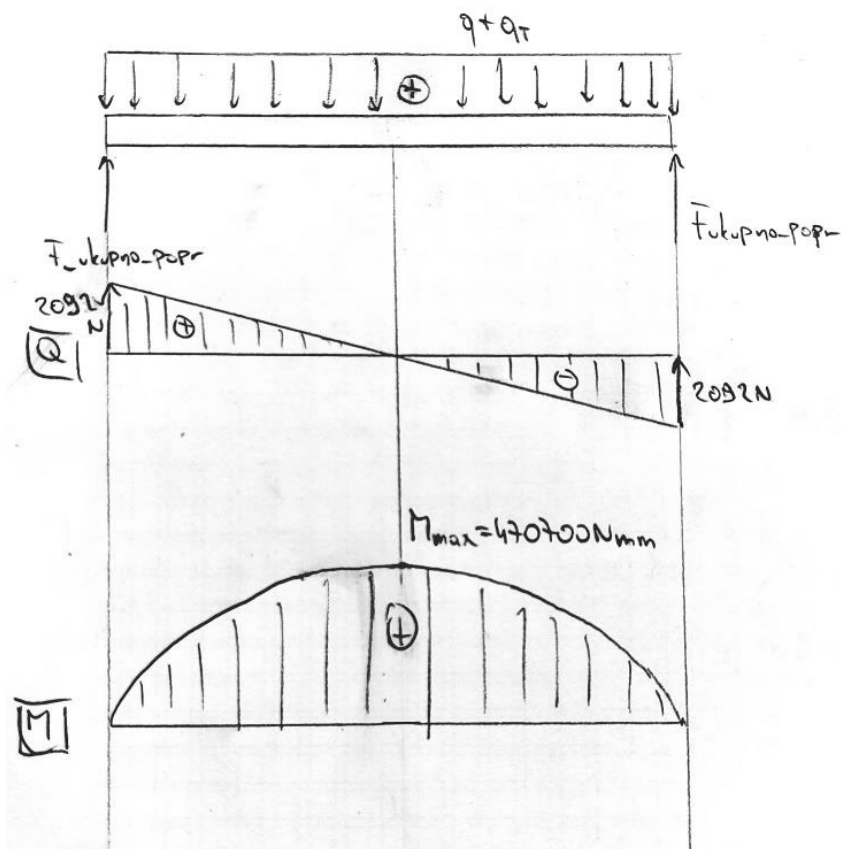 q+qT
⊕
F_ukupno_popr
Fukupno_popr
2092
N
⊕
Q
⊖
2092N
Mmax=470700Nmm
⊕
M